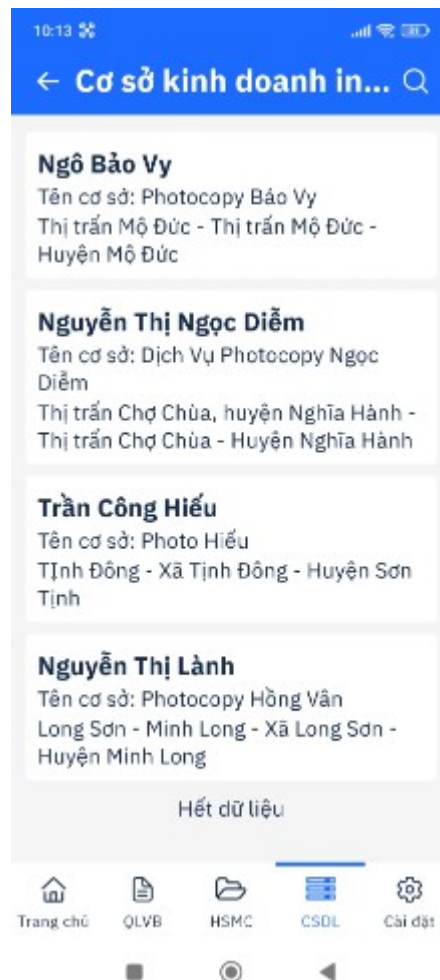 10:13
Cơ sở kinh doanh in...
Ngô Bảo Vy
Tên cơ sở: Photocopy Bảo Vy
Thị trấn Mộ Đức - Thị trấn Mộ Đức -
Huyện Mộ Đức
Nguyễn Thị Ngọc Diễm
Tên cơ sở: Dịch Vụ Photocopy Ngọc
Diễm
Thị trấn Chợ Chùa, huyện Nghĩa Hành -
Thị trấn Chợ Chùa - Huyện Nghĩa Hành
Trần Công Hiếu
Tên cơ sở: Photo Hiếu
TỊnh Đông - Xã Tịnh Đông - Huyện Sơn
Tịnh
Nguyễn Thị Lành
Tên cơ sở: Photocopy Hồng Vân
Long Sơn - Minh Long - Xã Long Sơn -
Huyện Minh Long
Hết dữ liệu
Trang chủ QLVB HSMC CSDL Cài đặt